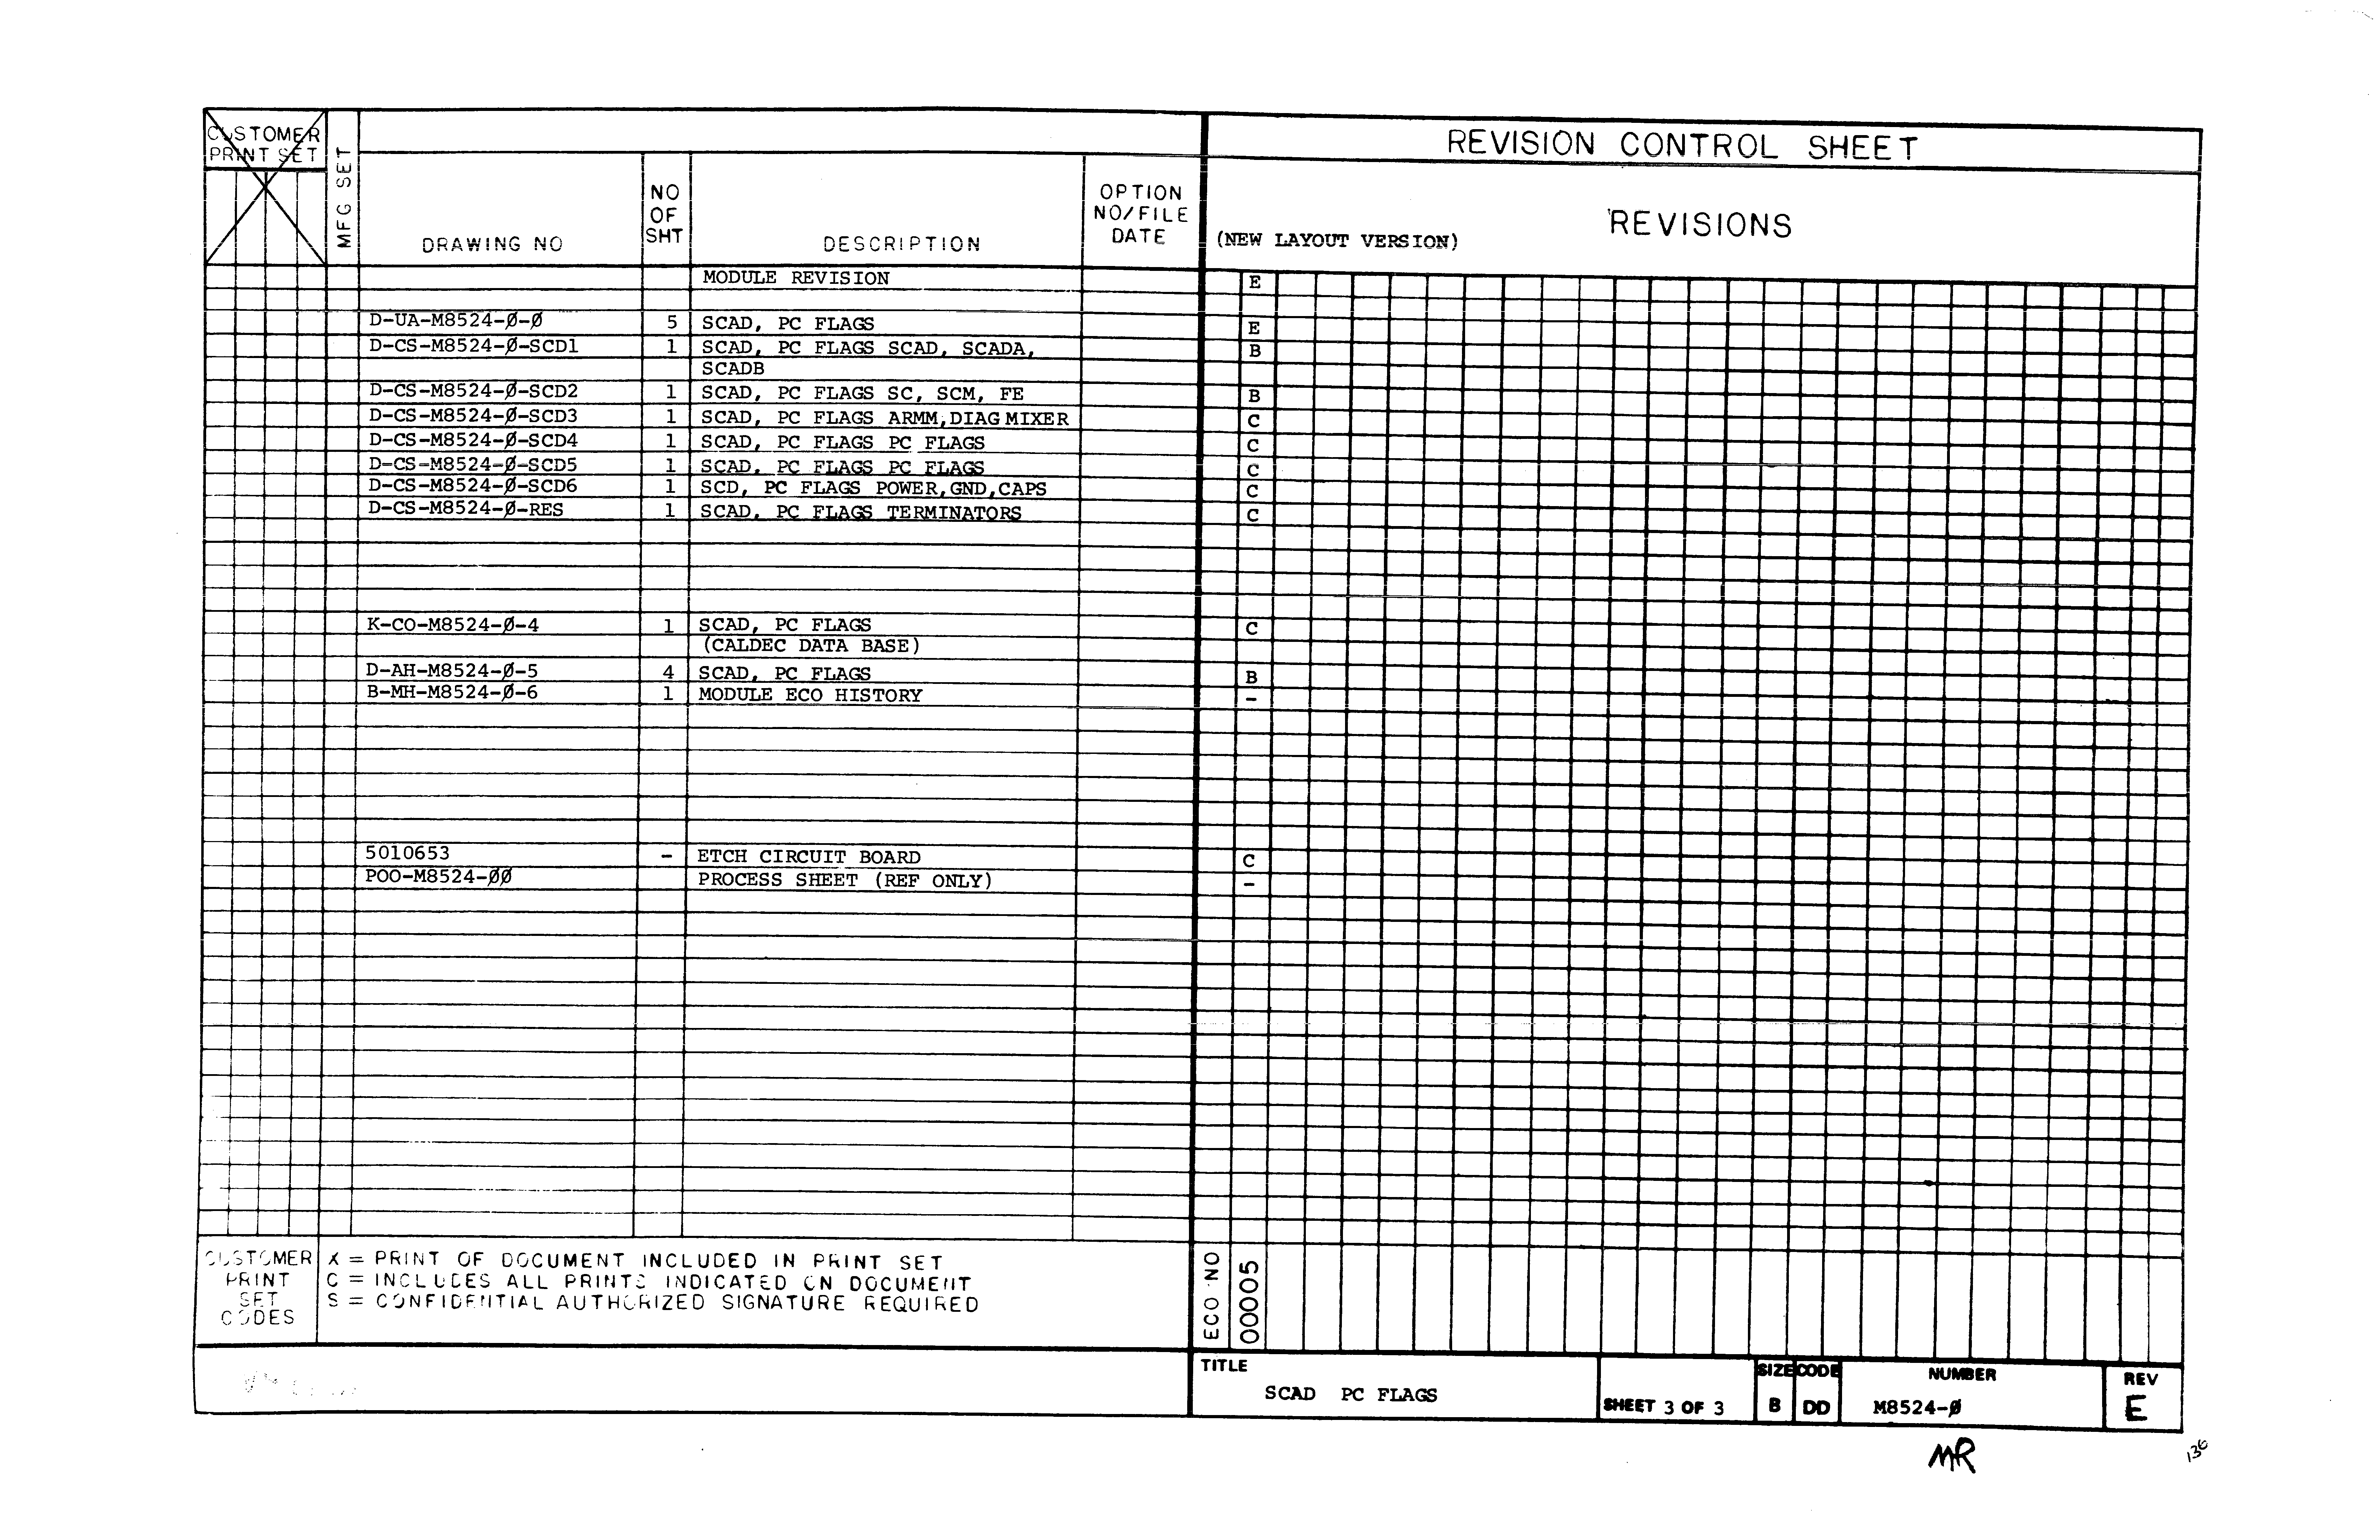 CUSTOMER
PRINT SET
MFG SET
DRAWING NO
NO
OF
SHT
DESCRIPTION
OPTION
NO/FILE
DATE
REVISION CONTROL SHEET
(NEW LAYOUT VERSION)
REVISIONS
MODULE REVISION E
D-UA-M8524-Ø-Ø 5 SCAD, PC FLAGS E
D-CS-M8524-Ø-SCD1 1 SCAD, PC FLAGS SCAD, SCADA, B
SCADB
D-CS-M8524-Ø-SCD2 1 SCAD, PC FLAGS SC, SCM, FE B
D-CS-M8524-Ø-SCD3 1 SCAD, PC FLAGS ARMM,DIAG MIXER C
D-CS-M8524-Ø-SCD4 1 SCAD, PC FLAGS PC FLAGS C
D-CS-M8524-Ø-SCD5 1 SCAD, PC FLAGS PC FLAGS C
D-CS-M8524-Ø-SCD6 1 SCD, PC FLAGS POWER,GND,CAPS C
D-CS-M8524-Ø-RES 1 SCAD, PC FLAGS TERMINATORS C
K-CO-M8524-Ø-4 1 SCAD, PC FLAGS C
(CALDEC DATA BASE)
D-AH-M8524-Ø-5 4 SCAD, PC FLAGS B
B-MH-M8524-Ø-6 1 MODULE ECO HISTORY -
5010653 - ETCH CIRCUIT BOARD C
POO-M8524-ØØ PROCESS SHEET (REF ONLY) -
CUSTOMER
PRINT
SET
CODES
X = PRINT OF DOCUMENT INCLUDED IN PRINT SET
C = INCLUDES ALL PRINTS INDICATED ON DOCUMENT
S = CONFIDENTIAL AUTHORIZED SIGNATURE REQUIRED
ECO NO
00005
TITLE
SCAD PC FLAGS
SHEET 3 OF 3
SIZE
B
CODE
DD
NUMBER
M8524-Ø
REV
E
MR
136